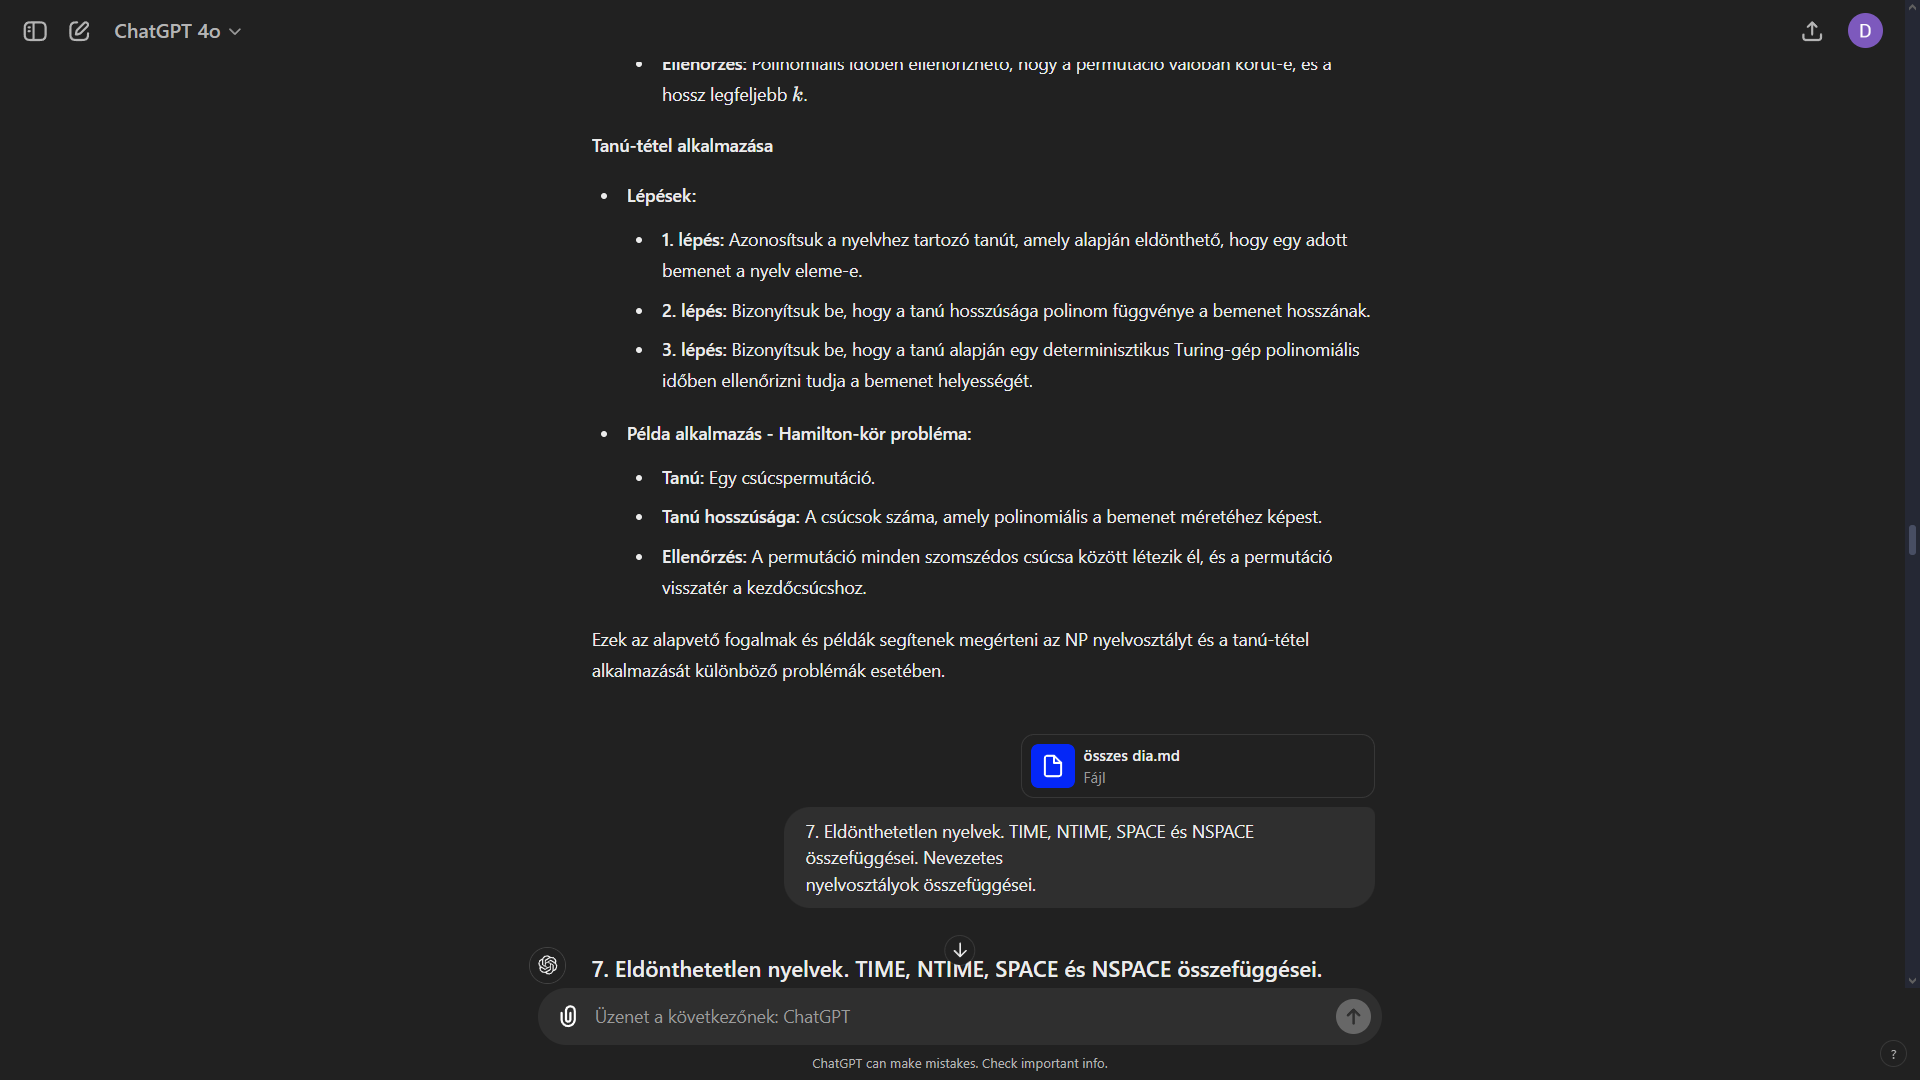 ChatGPT 4o
D
Ellenőrzés: Polinomiális időben ellenőrizhető, hogy a permutáció valóban körút-e, és a
hossz legfeljebb k.
Tanú-tétel alkalmazása
Lépések:
1. lépés: Azonosítsuk a nyelvhez tartozó tanút, amely alapján eldönthető, hogy egy adott
bemenet a nyelv eleme-e.
2. lépés: Bizonyítsuk be, hogy a tanú hosszúsága polinom függvénye a bemenet hosszának.
3. lépés: Bizonyítsuk be, hogy a tanú alapján egy determinisztikus Turing-gép polinomiális
időben ellenőrizni tudja a bemenet helyességét.
Példa alkalmazás - Hamilton-kör probléma:
Tanú: Egy csúcspermutáció.
Tanú hosszúsága: A csúcsok száma, amely polinomiális a bemenet méretéhez képest.
Ellenőrzés: A permutáció minden szomszédos csúcsa között létezik él, és a permutáció
visszatér a kezdőcsúcshoz.
Ezek az alapvető fogalmak és példák segítenek megérteni az NP nyelvosztályt és a tanú-tétel
alkalmazását különböző problémák esetében.
összes dia.md
Fájl
7. Eldönthetetlen nyelvek. TIME, NTIME, SPACE és NSPACE
összefüggései. Nevezetes
nyelvosztályok összefüggései.
7. Eldönthetetlen nyelvek. TIME, NTIME, SPACE és NSPACE összefüggései.
Üzenet a következőnek: ChatGPT
ChatGPT can make mistakes. Check important info.
?